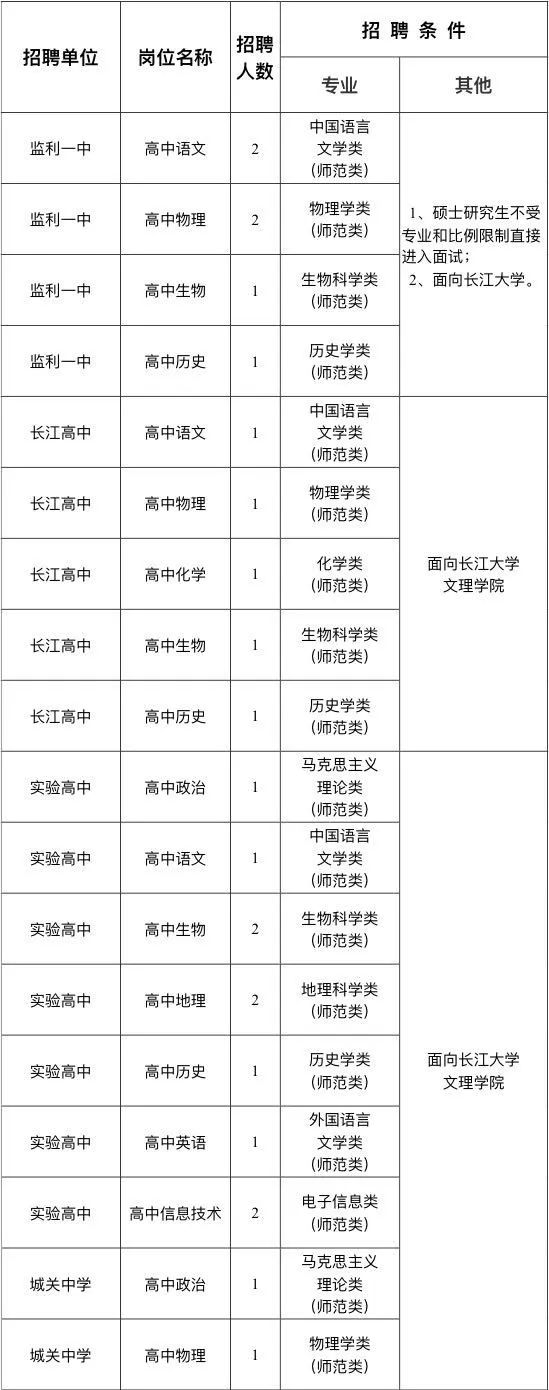 招聘单位
岗位名称
招聘
人数
招 聘 条 件
专业
其他
监利一中
高中语文
2
中国语言
文学类
（师范类）
1、硕士研究生不受
专业和比例限制直接
进入面试；
2、面向长江大学。
监利一中
高中物理
2
物理学类
（师范类）
监利一中
高中生物
1
生物科学类
（师范类）
监利一中
高中历史
1
历史学类
（师范类）
长江高中
高中语文
1
中国语言
文学类
（师范类）
面向长江大学
文理学院
长江高中
高中物理
1
物理学类
（师范类）
长江高中
高中化学
1
化学类
（师范类）
长江高中
高中生物
1
生物科学类
（师范类）
长江高中
高中历史
1
历史学类
（师范类）
实验高中
高中政治
1
马克思主义
理论类
（师范类）
面向长江大学
文理学院
实验高中
高中语文
1
中国语言
文学类
（师范类）
实验高中
高中生物
2
生物科学类
（师范类）
实验高中
高中地理
2
地理科学类
（师范类）
实验高中
高中历史
1
历史学类
（师范类）
实验高中
高中英语
1
外国语言
文学类
（师范类）
实验高中
高中信息技术
2
电子信息类
（师范类）
城关中学
高中政治
1
马克思主义
理论类
（师范类）
城关中学
高中物理
1
物理学类
（师范类）